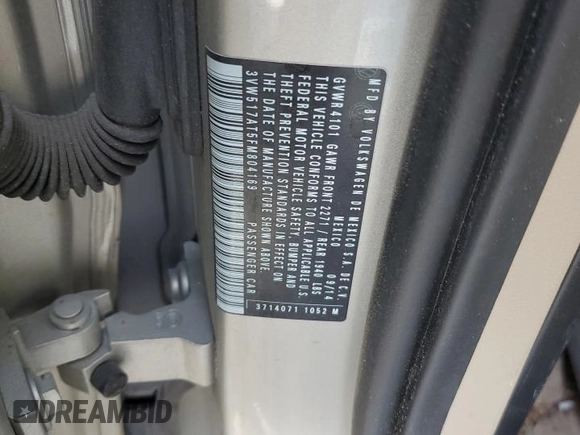 MFD BY VOLKSWAGEN DE MEXICO S.A. DE C.V.
MEXICO
09/14
GVWR 4101 GAWR FRONT 2271 / REAR 1940 LBS
THIS VEHICLE CONFORMS TO ALL APPLICABLE U.S.
FEDERAL MOTOR VEHICLE SAFETY, BUMPER AND
THEFT PREVENTION STANDARDS IN EFFECT ON
THE DATE OF MANUFACTURE SHOWN ABOVE.
3VW517AT5FM804169
PASSENGER CAR
3714071 1052 M
DREAMBID